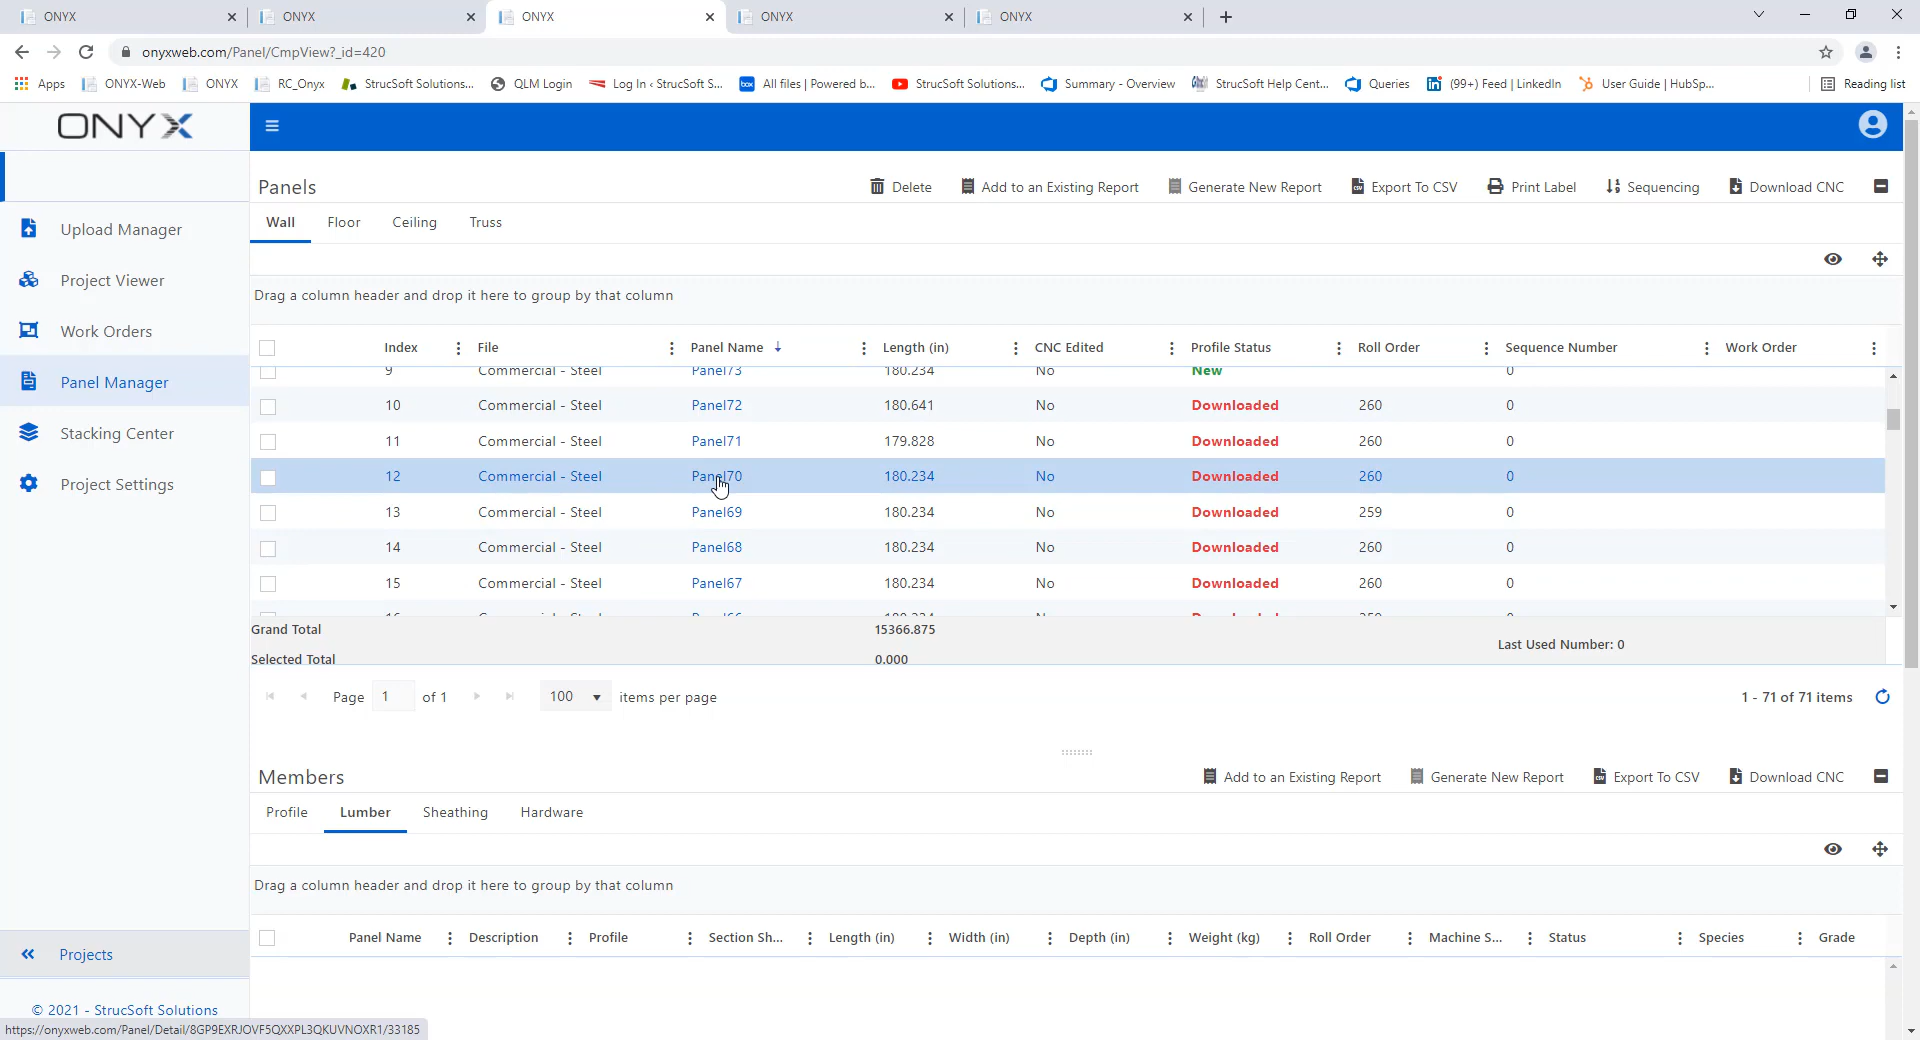 ONYX ONYX ONYX ONYX ONYX
onyxweb.com/Panel/CmpView?_id=420
Apps ONYX-Web ONYX RC_Onyx StrucSoft Solutions... QLM Login Log In ‹ StrucSoft S... All files | Powered b... StrucSoft Solutions... Summary - Overview StrucSoft Help Cent... Queries (99+) Feed | LinkedIn User Guide | HubSp... Reading list
ONYX
Panels Delete Add to an Existing Report Generate New Report Export To CSV Print Label Sequencing Download CNC
Wall Floor Ceiling Truss
Upload Manager
Project Viewer
Work Orders
Panel Manager
Stacking Center
Project Settings
Drag a column header and drop it here to group by that column
Index File Panel Name Length (in) CNC Edited Profile Status Roll Order Sequence Number Work Order
9 Commercial - Steel Panel73 180.234 No New 0
10 Commercial - Steel Panel72 180.641 No Downloaded 260 0
11 Commercial - Steel Panel71 179.828 No Downloaded 260 0
12 Commercial - Steel Panel70 180.234 No Downloaded 260 0
13 Commercial - Steel Panel69 180.234 No Downloaded 259 0
14 Commercial - Steel Panel68 180.234 No Downloaded 260 0
15 Commercial - Steel Panel67 180.234 No Downloaded 260 0
Grand Total 15366.875
Last Used Number: 0
Selected Total 0.000
Page 1 of 1 100 items per page 1 - 71 of 71 items
Members Add to an Existing Report Generate New Report Export To CSV Download CNC
Profile Lumber Sheathing Hardware
Drag a column header and drop it here to group by that column
Panel Name Description Profile Section Sh... Length (in) Width (in) Depth (in) Weight (kg) Roll Order Machine S... Status Species Grade
Projects
© 2021 - StrucSoft Solutions
https://onyxweb.com/Panel/Detail/8GP9EXRJOVF5QXXPL3QKUVNOXR1/33185